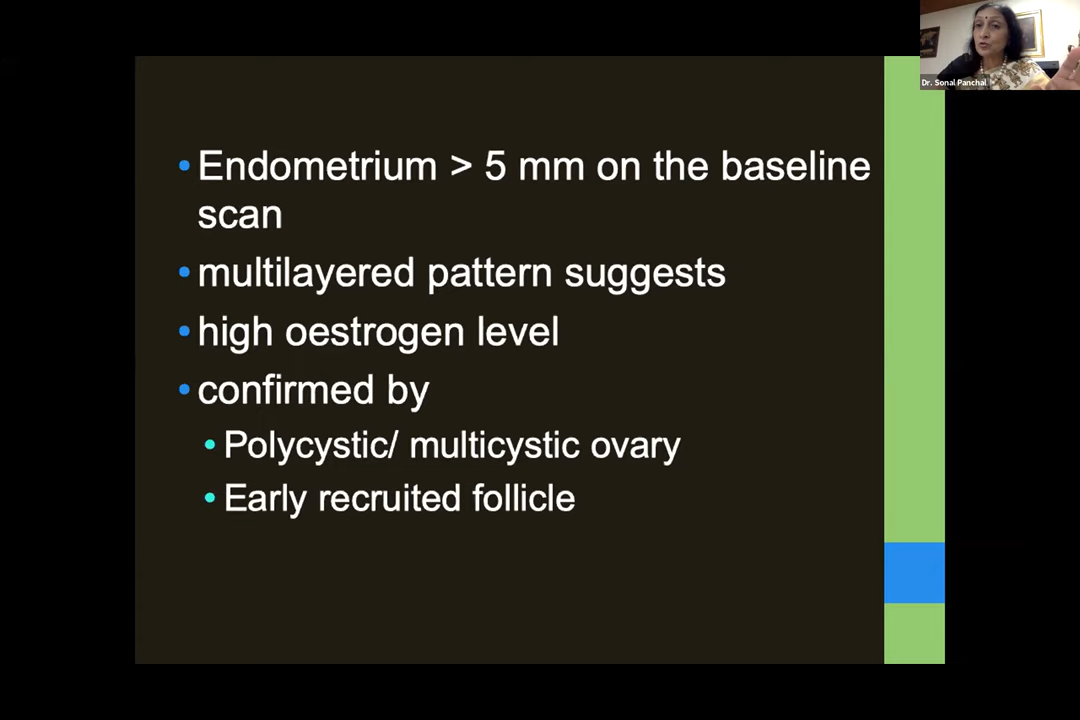 Dr. Sonal Panchal
• Endometrium > 5 mm on the baseline
scan
• multilayered pattern suggests
• high oestrogen level
• confirmed by
• Polycystic/ multicystic ovary
• Early recruited follicle